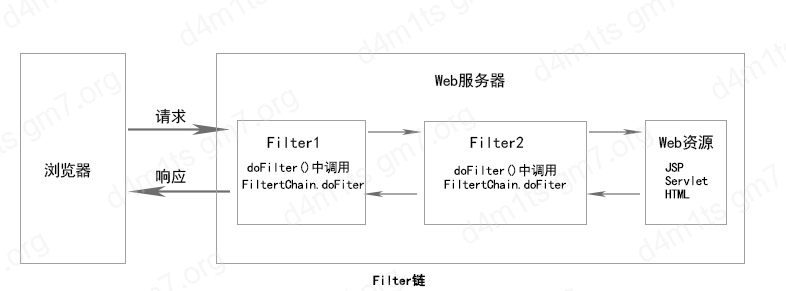 Web服务器
请求
Filter1
Filter2
Web资源
浏览器
doFilter()中调用
FiltertChain.doFiter
doFilter()中调用
FiltertChain.doFiter
JSP
Servlet
HTML
响应
Filter链
d4m1ts gm7.org